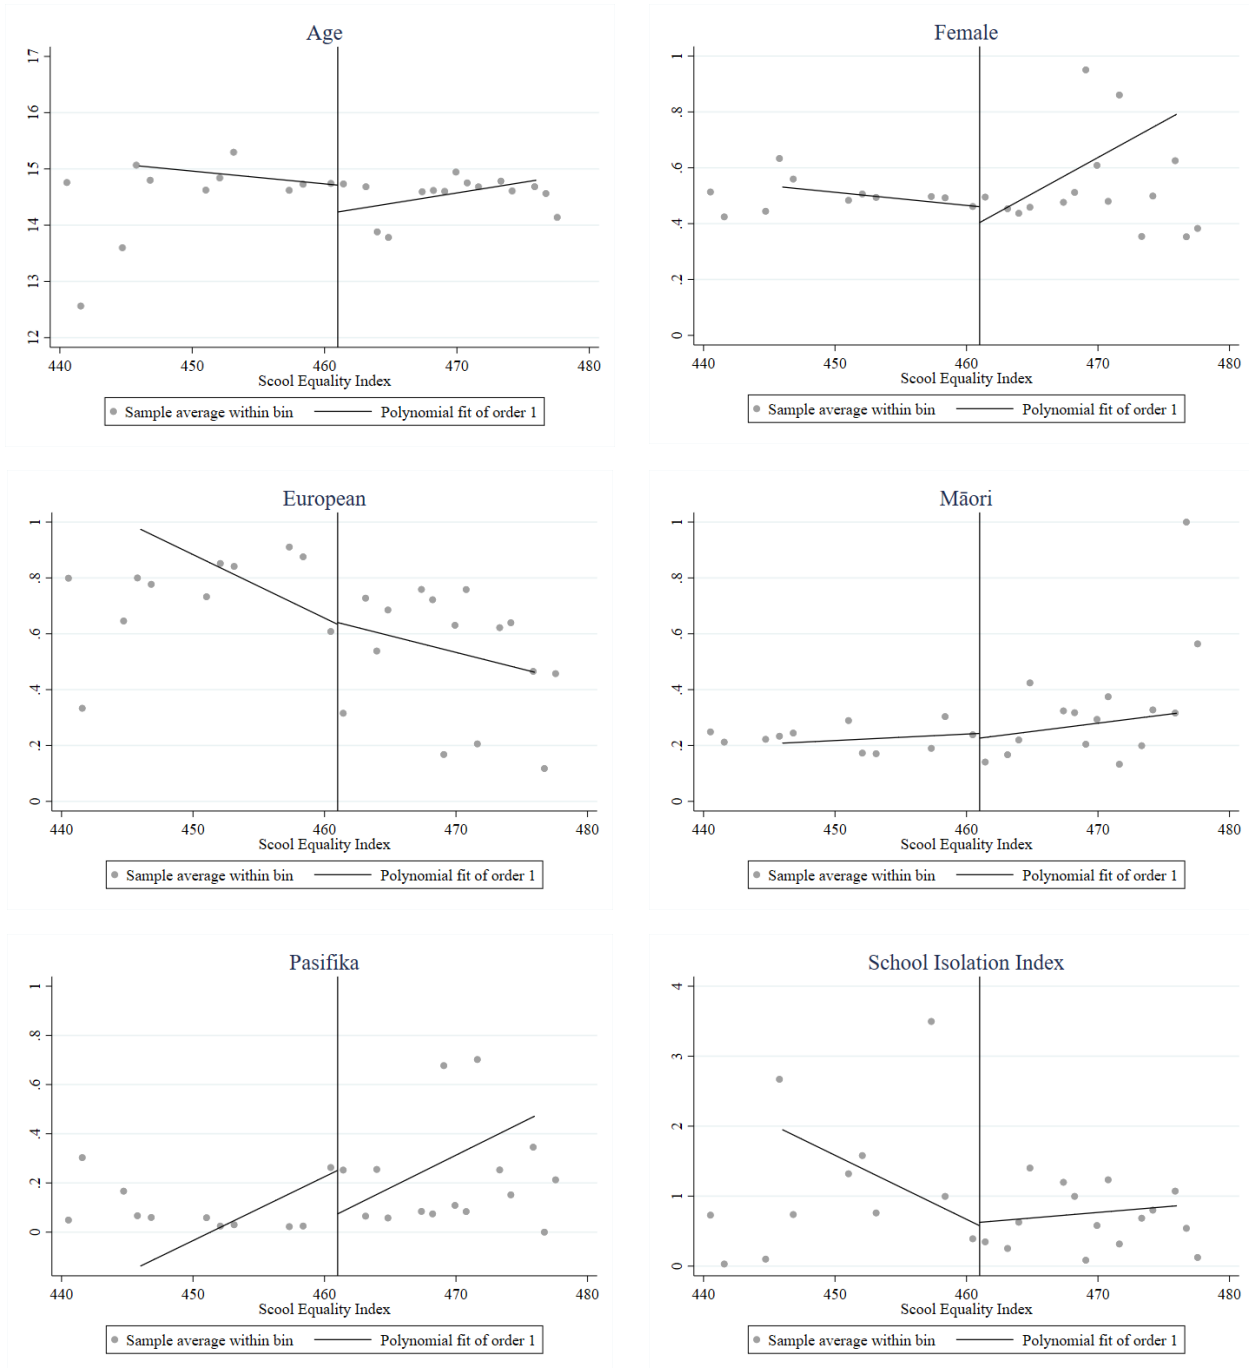 Age
17
16
15
14
13
12
440 450 460 470 480
Scool Equality Index
Sample average within bin Polynomial fit of order 1
Female
1
.8
.6
.4
.2
0
440 450 460 470 480
Scool Equality Index
Sample average within bin Polynomial fit of order 1
European
1
.8
.6
.4
.2
0
440 450 460 470 480
Scool Equality Index
Sample average within bin Polynomial fit of order 1
Māori
1
.8
.6
.4
.2
0
440 450 460 470 480
Scool Equality Index
Sample average within bin Polynomial fit of order 1
Pasifika
1
.8
.6
.4
.2
0
440 450 460 470 480
Scool Equality Index
Sample average within bin Polynomial fit of order 1
School Isolation Index
4
3
2
1
0
440 450 460 470 480
Scool Equality Index
Sample average within bin Polynomial fit of order 1